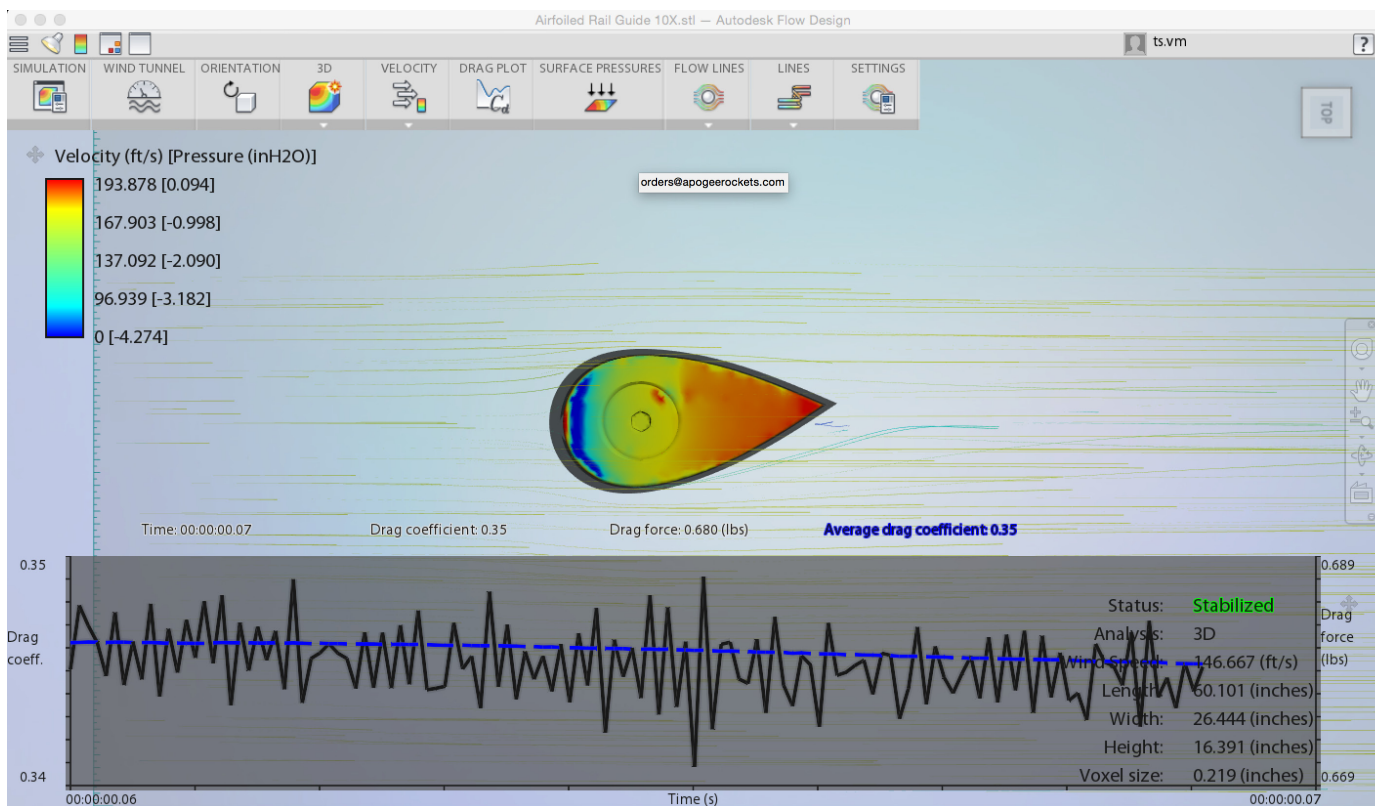 Airfoiled Rail Guide 10X.stl — Autodesk Flow Design
ts.vm
?
SIMULATION WIND TUNNEL ORIENTATION 3D VELOCITY DRAG PLOT SURFACE PRESSURES FLOW LINES LINES SETTINGS
Cd
TOP
Velocity (ft/s) [Pressure (inH2O)]
193.878 [0.094]
orders@apogeerockets.com
167.903 [-0.998]
137.092 [-2.090]
96.939 [-3.182]
0 [-4.274]
Time: 00:00:00.07 Drag coefficient: 0.35 Drag force: 0.680 (lbs) Average drag coefficient: 0.35
0.35
Drag
coeff.
0.34
0.689
Drag
force
(lbs)
0.669
Status: Stabilized
Analysis: 3D
Wind Speed: 146.667 (ft/s)
Length: 60.101 (inches)
Width: 26.444 (inches)
Height: 16.391 (inches)
Voxel size: 0.219 (inches)
00:00:00.06 Time (s) 00:00:00.07